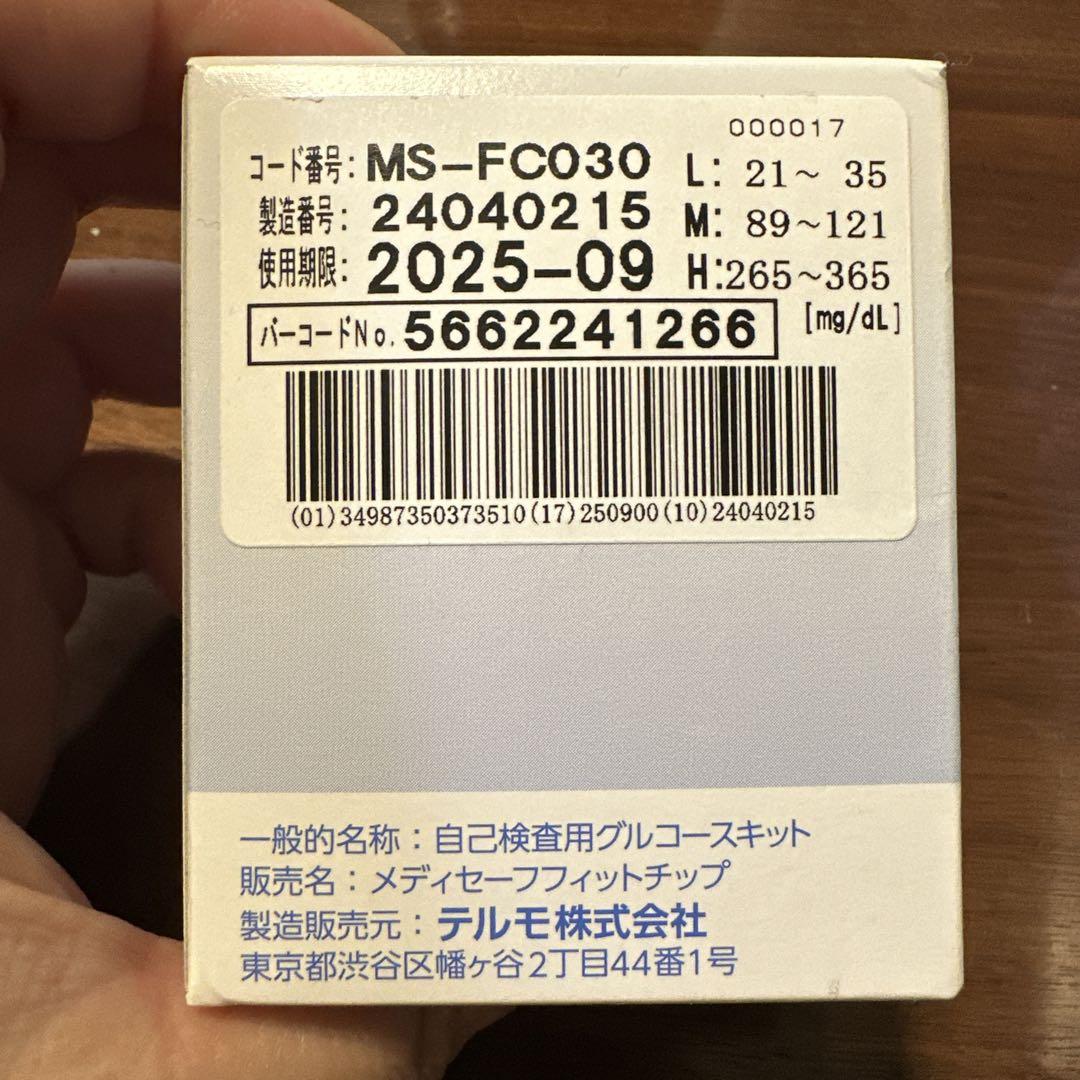 000017
コード番号: MS-FC030 L: 21～ 35
製造番号: 24040215 M: 89～121
使用期限: 2025-09 H:265～365
バーコードNo. 5662241266 [mg/dL]
(01)34987350373510(17)250900(10)24040215
一般的名称：自己検査用グルコースキット
販売名：メディセーフフィットチップ
製造販売元：テルモ株式会社
東京都渋谷区幡ヶ谷2丁目44番1号